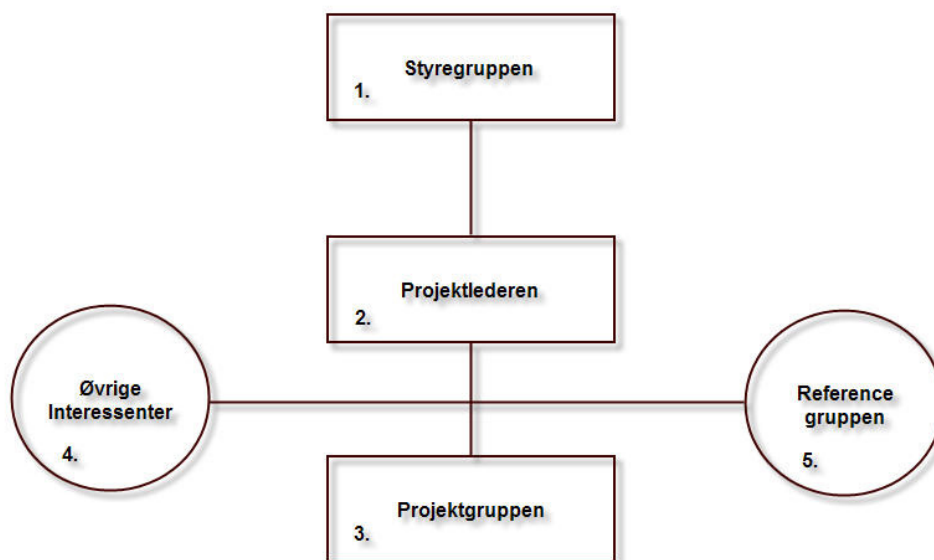 Styregruppen
1.
Projektlederen
2.
Øvrige
Interessenter
4.
Reference
gruppen
5.
Projektgruppen
3.